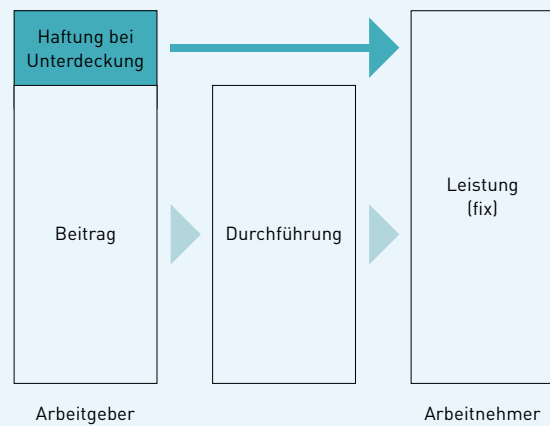 Haftung bei
Unterdeckung
Beitrag
Durchführung
Leistung
(fix)
Arbeitgeber
Arbeitnehmer